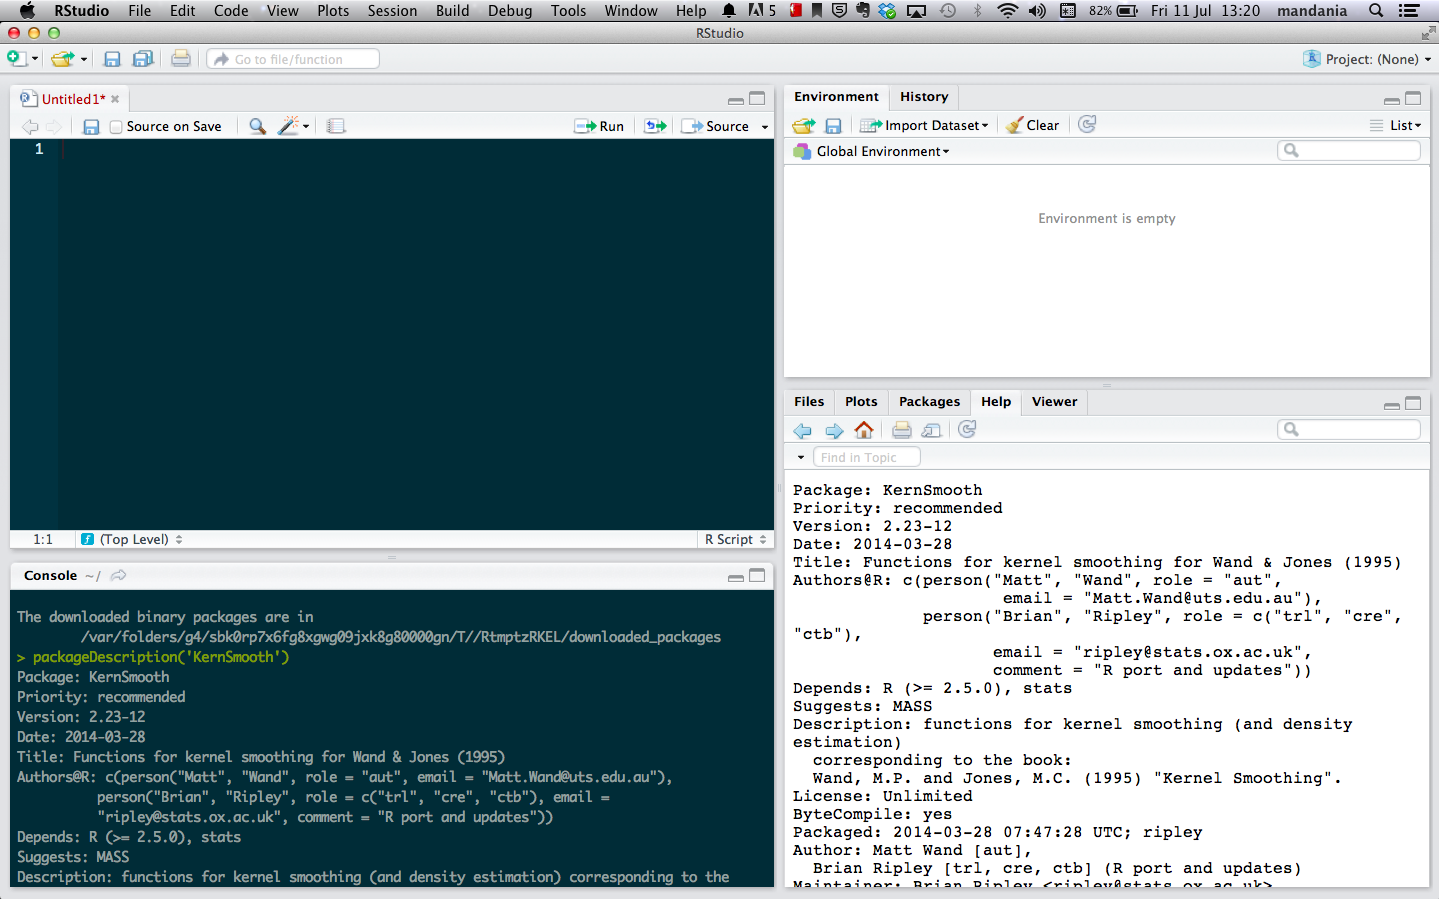 RStudio File Edit Code View Plots Session Build Debug Tools Window Help 5 82% Fri 11 Jul 13:20 mandania
RStudio
Go to file/function Project: (None)
Untitled1*
Source on Save Run Source
1
1:1 (Top Level) R Script
Console ~/
The downloaded binary packages are in
/var/folders/g4/sbk0rp7x6fg8xgwg09jxk8g80000gn/T//RtmptzRKEL/downloaded_packages
> packageDescription('KernSmooth')
Package: KernSmooth
Priority: recommended
Version: 2.23-12
Date: 2014-03-28
Title: Functions for kernel smoothing for Wand & Jones (1995)
Authors@R: c(person("Matt", "Wand", role = "aut", email = "Matt.Wand@uts.edu.au"),
person("Brian", "Ripley", role = c("trl", "cre", "ctb"), email =
"ripley@stats.ox.ac.uk", comment = "R port and updates"))
Depends: R (>= 2.5.0), stats
Suggests: MASS
Description: functions for kernel smoothing (and density estimation) corresponding to the
Environment History
Import Dataset Clear List
Global Environment
Environment is empty
Files Plots Packages Help Viewer
Find in Topic
Package: KernSmooth
Priority: recommended
Version: 2.23-12
Date: 2014-03-28
Title: Functions for kernel smoothing for Wand & Jones (1995)
Authors@R: c(person("Matt", "Wand", role = "aut",
email = "Matt.Wand@uts.edu.au"),
person("Brian", "Ripley", role = c("trl", "cre",
"ctb"),
email = "ripley@stats.ox.ac.uk",
comment = "R port and updates"))
Depends: R (>= 2.5.0), stats
Suggests: MASS
Description: functions for kernel smoothing (and density
estimation)
corresponding to the book:
Wand, M.P. and Jones, M.C. (1995) "Kernel Smoothing".
License: Unlimited
ByteCompile: yes
Packaged: 2014-03-28 07:47:28 UTC; ripley
Author: Matt Wand [aut],
Brian Ripley [trl, cre, ctb] (R port and updates)
Maintainer: Brian Ripley <ripley@stats.ox.ac.uk>